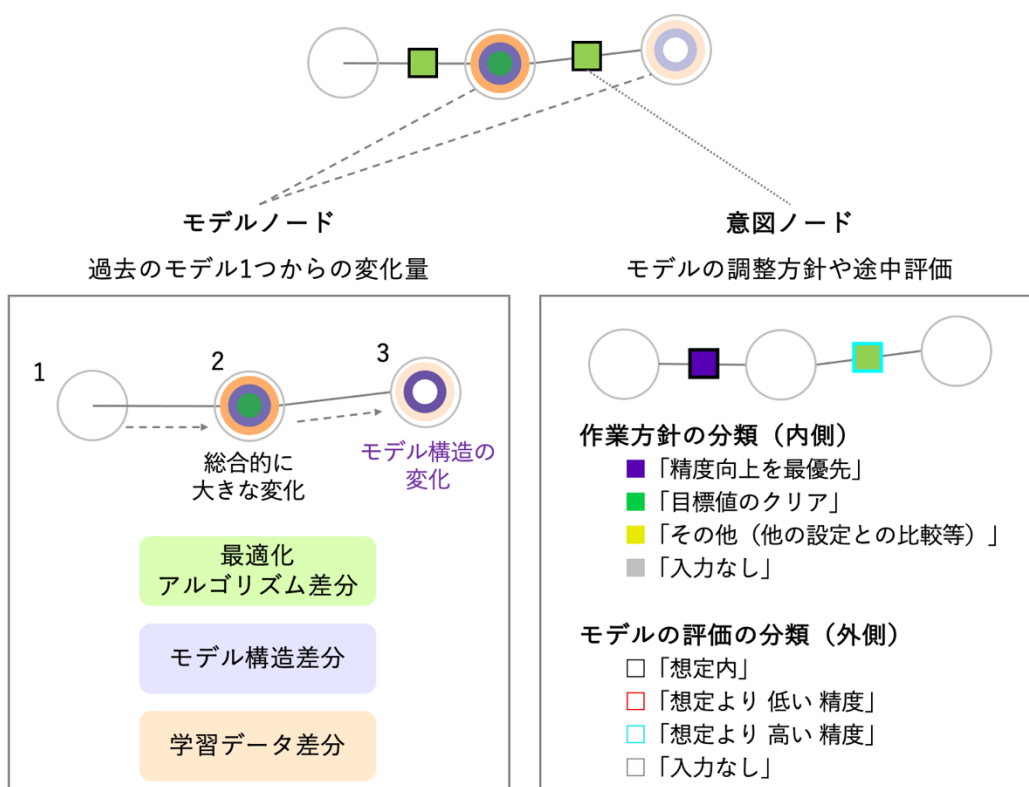 モデルノード
過去のモデル1つからの変化量
1
2
3
総合的に
大きな変化
モデル構造の
変化
最適化
アルゴリズム差分
モデル構造差分
学習データ差分
意図ノード
モデルの調整方針や途中評価
作業方針の分類（内側）
「精度向上を最優先」
「目標値のクリア」
「その他（他の設定との比較等）」
「入力なし」
モデルの評価の分類（外側）
「想定内」
「想定より 低い 精度」
「想定より 高い 精度」
「入力なし」